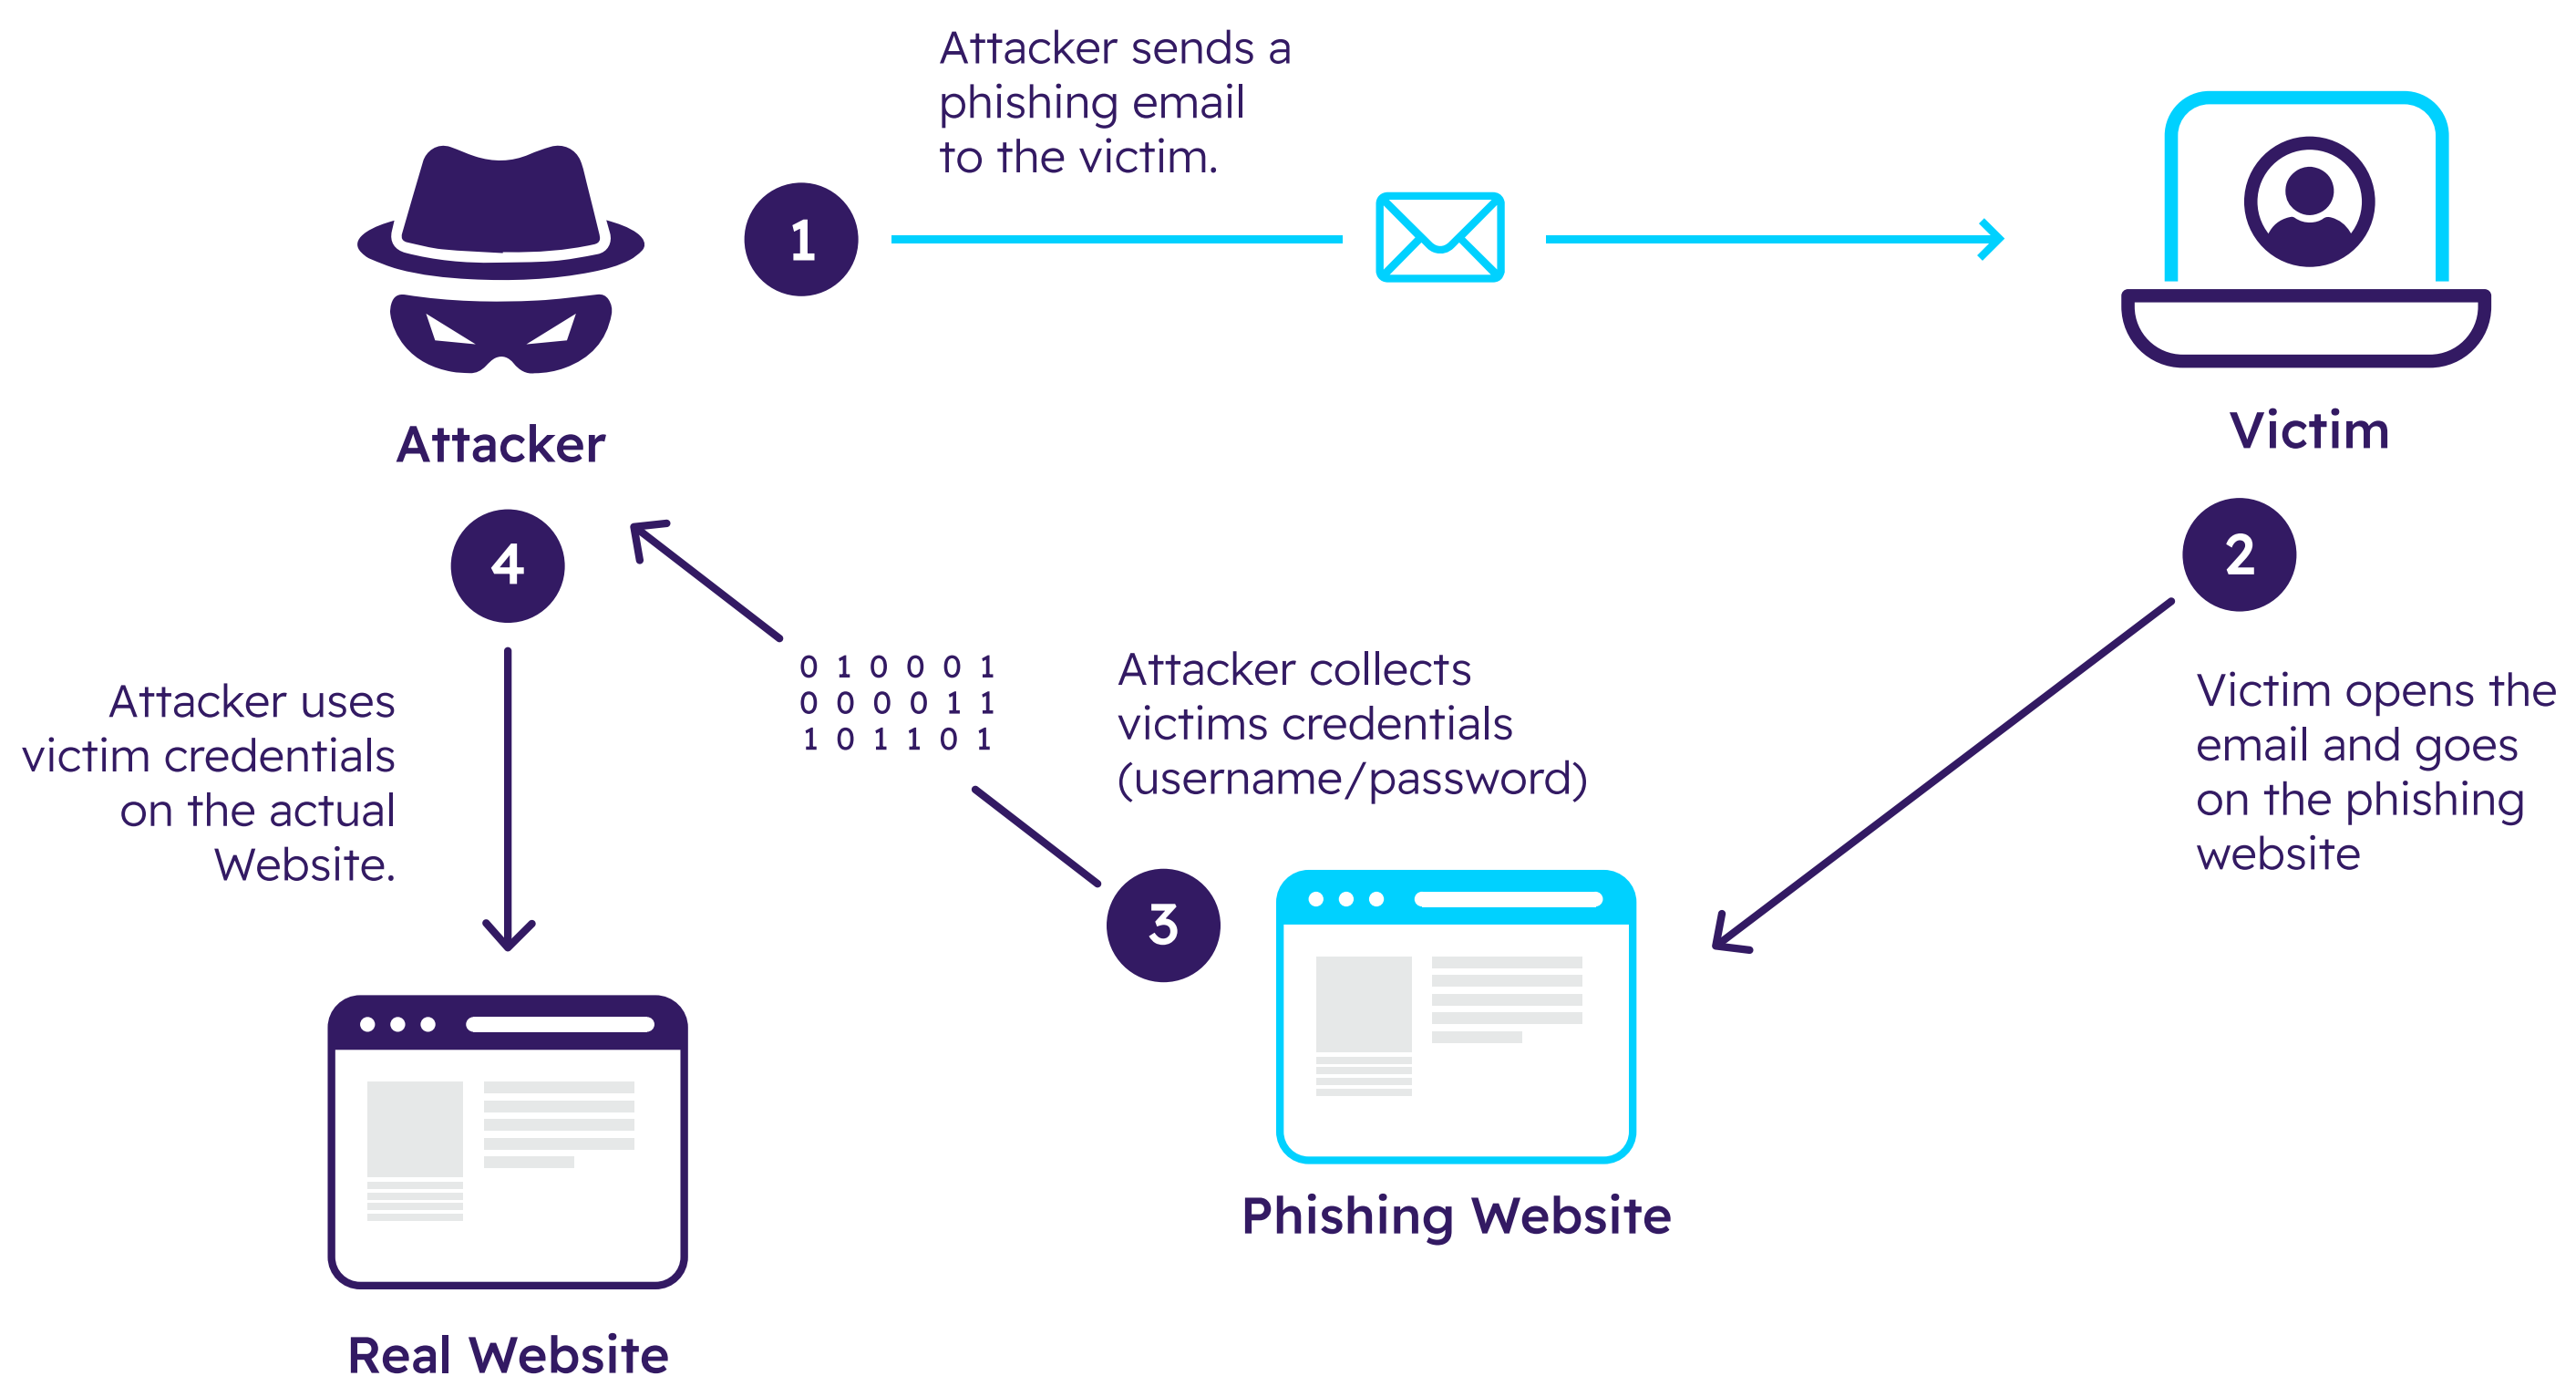 Attacker sends a
phishing email
to the victim.
1
Attacker
Victim
2
Victim opens the
email and goes
on the phishing
website
3
Attacker collects
victims credentials
(username/password)
0 1 0 0 0 1
0 0 0 0 1 1
1 0 1 1 0 1
Phishing Website
4
Attacker uses
victim credentials
on the actual
Website.
Real Website